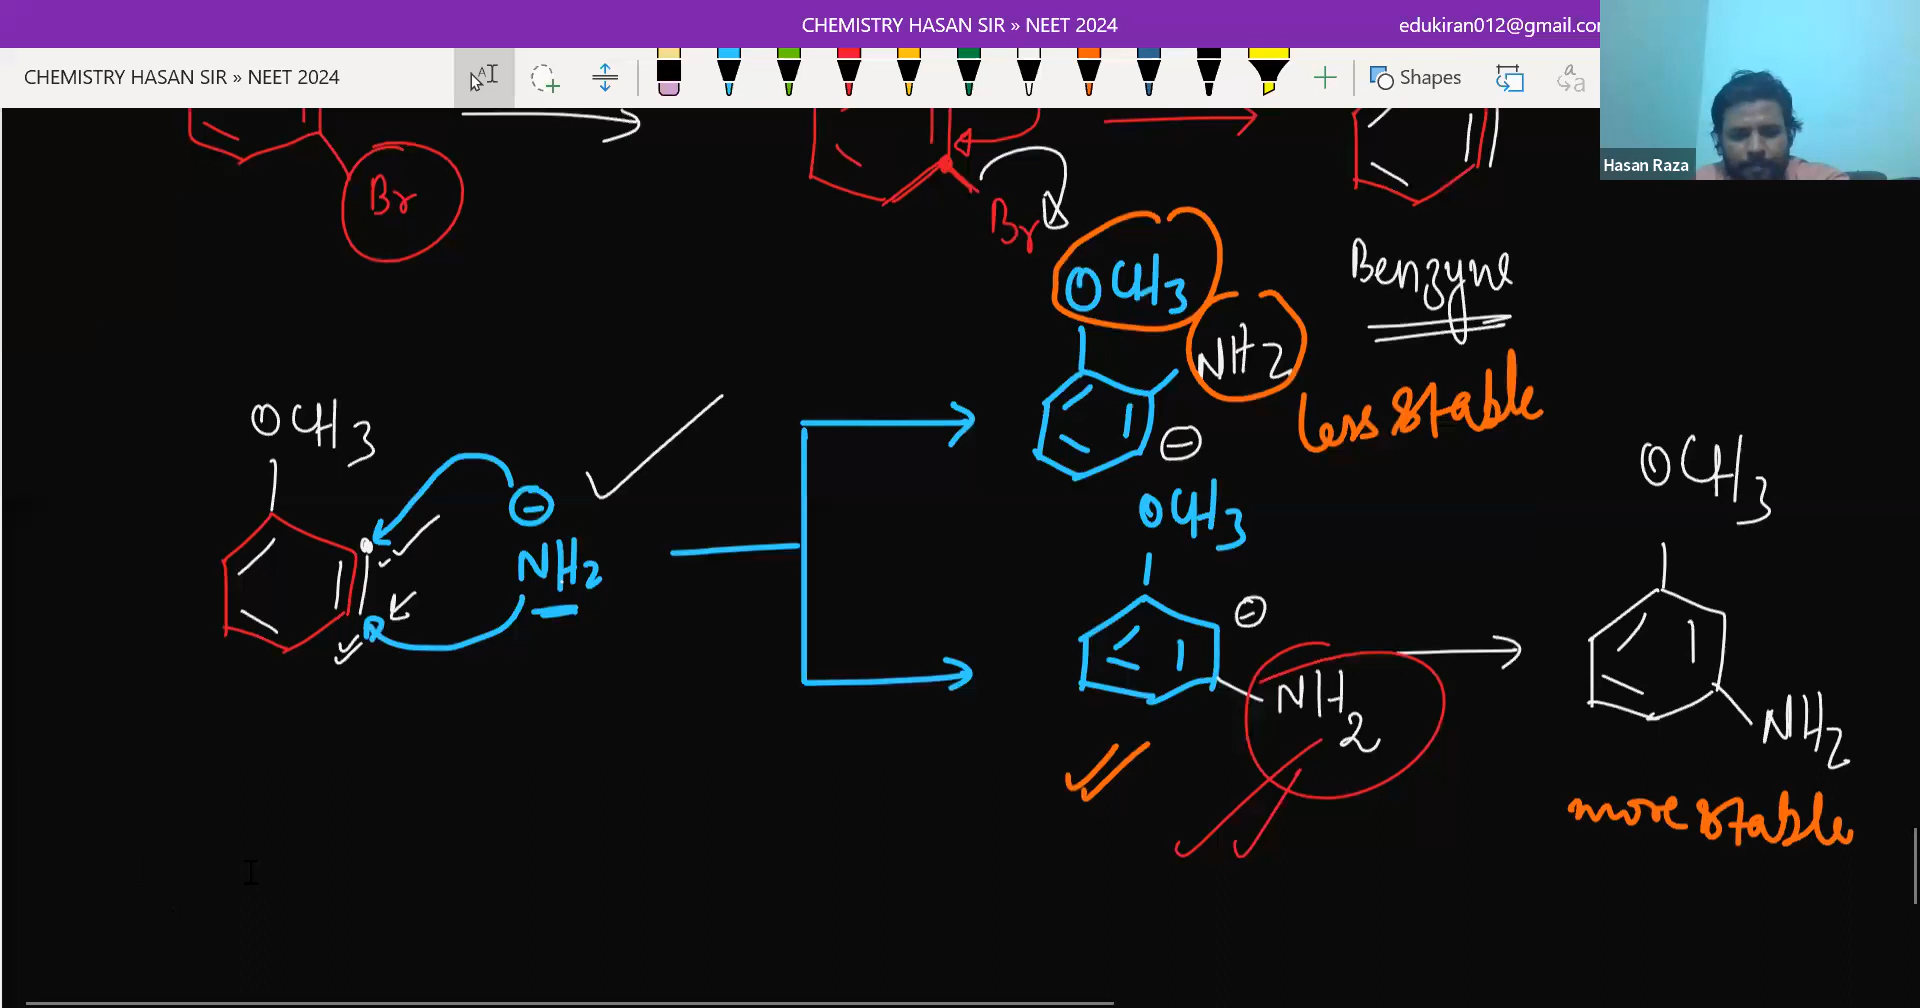 CHEMISTRY HASAN SIR » NEET 2024
edukiran012@gmail.co
CHEMISTRY HASAN SIR » NEET 2024
Shapes
Hasan Raza
Br
Br
OCH3
Benzyne
NH2
less stable
⊖
OCH3
⊖
NH2
OCH3
⊖
NH2
OCH3
NH2
more stable